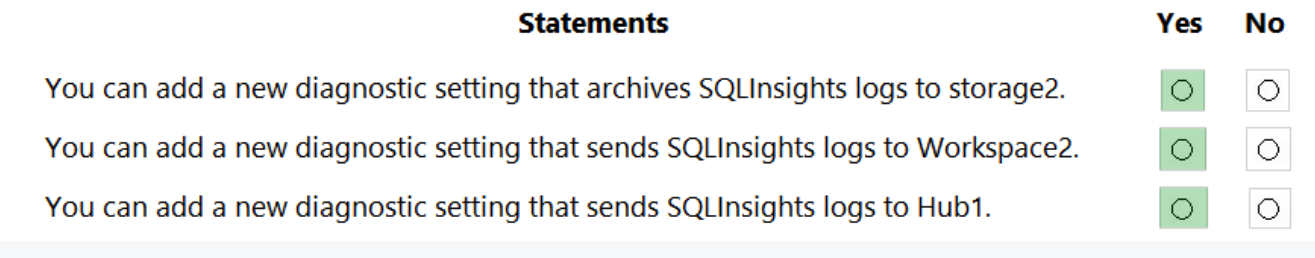 Statements Yes No
You can add a new diagnostic setting that archives SQLInsights logs to storage2.
You can add a new diagnostic setting that sends SQLInsights logs to Workspace2.
You can add a new diagnostic setting that sends SQLInsights logs to Hub1.